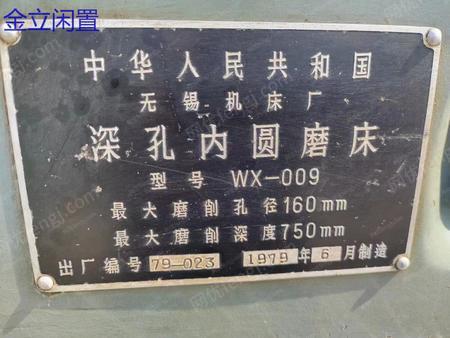 金立闲置
中华人民共和国
无锡机床厂
深孔内圆磨床
型号 WX-009
最大磨削孔径160mm
最大磨削深度750mm
出厂编号 79-023 1979年6月制造